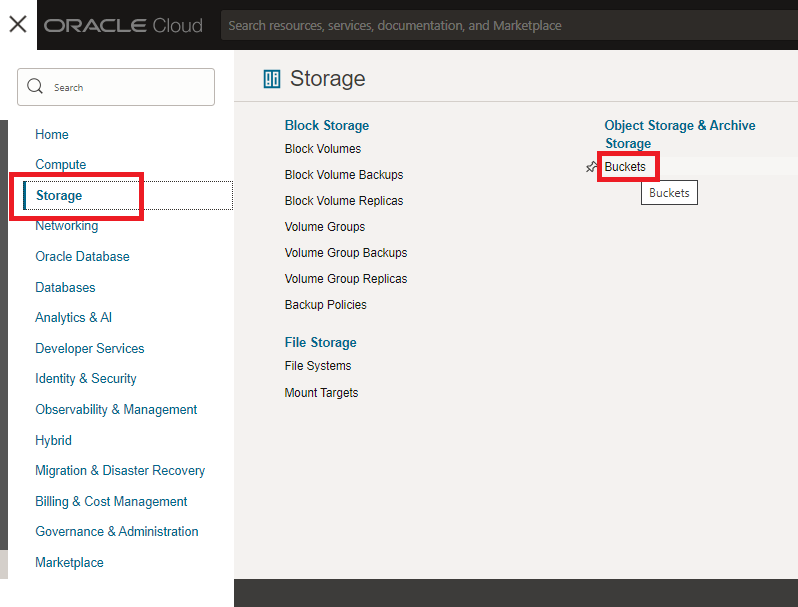 ORACLE Cloud
Search resources, services, documentation, and Marketplace
Search
Home
Compute
Storage
Networking
Oracle Database
Databases
Analytics & AI
Developer Services
Identity & Security
Observability & Management
Hybrid
Migration & Disaster Recovery
Billing & Cost Management
Governance & Administration
Marketplace
Storage
Block Storage
Block Volumes
Block Volume Backups
Block Volume Replicas
Volume Groups
Volume Group Backups
Volume Group Replicas
Backup Policies
File Storage
File Systems
Mount Targets
Object Storage & Archive
Storage
Buckets
Buckets